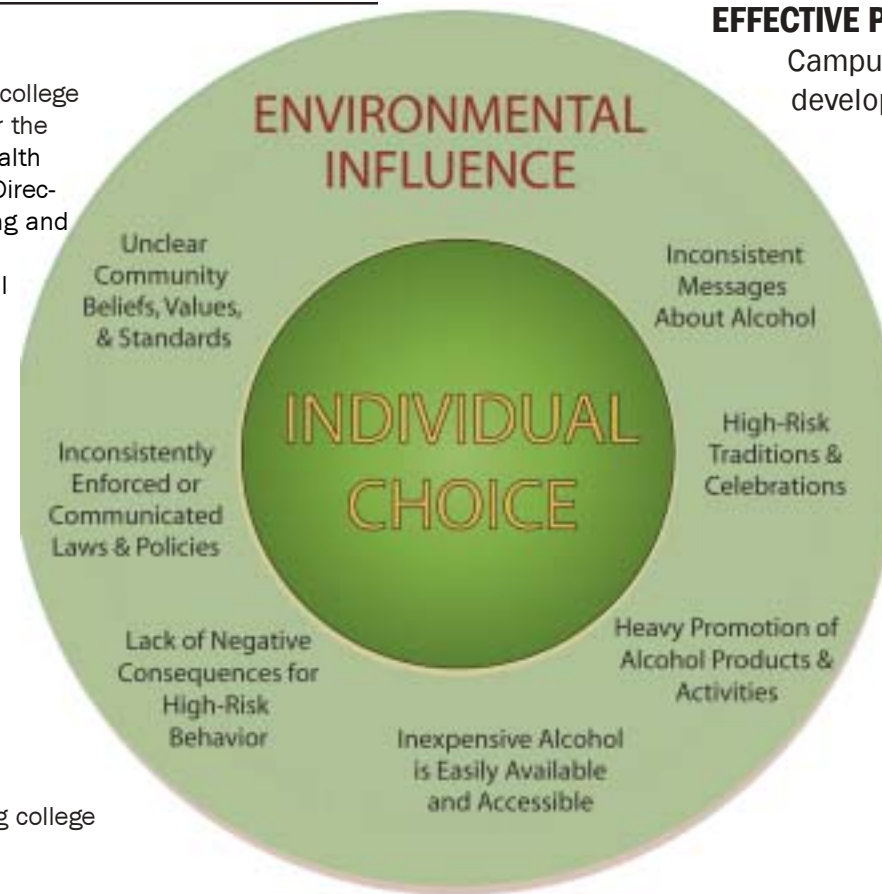 EFFECTIVE P
Campu
develop
college
r the
alth
Direc-
ng and
l
g college
ENVIRONMENTAL
INFLUENCE
Unclear
Community
Beliefs, Values,
& Standards
Inconsistent
Messages
About Alcohol
INDIVIDUAL
CHOICE
High-Risk
Traditions &
Celebrations
Inconsistently
Enforced or
Communicated
Laws & Policies
Heavy Promotion of
Alcohol Products &
Activities
Lack of Negative
Consequences for
High-Risk
Behavior
Inexpensive Alcohol
is Easily Available
and Accessible